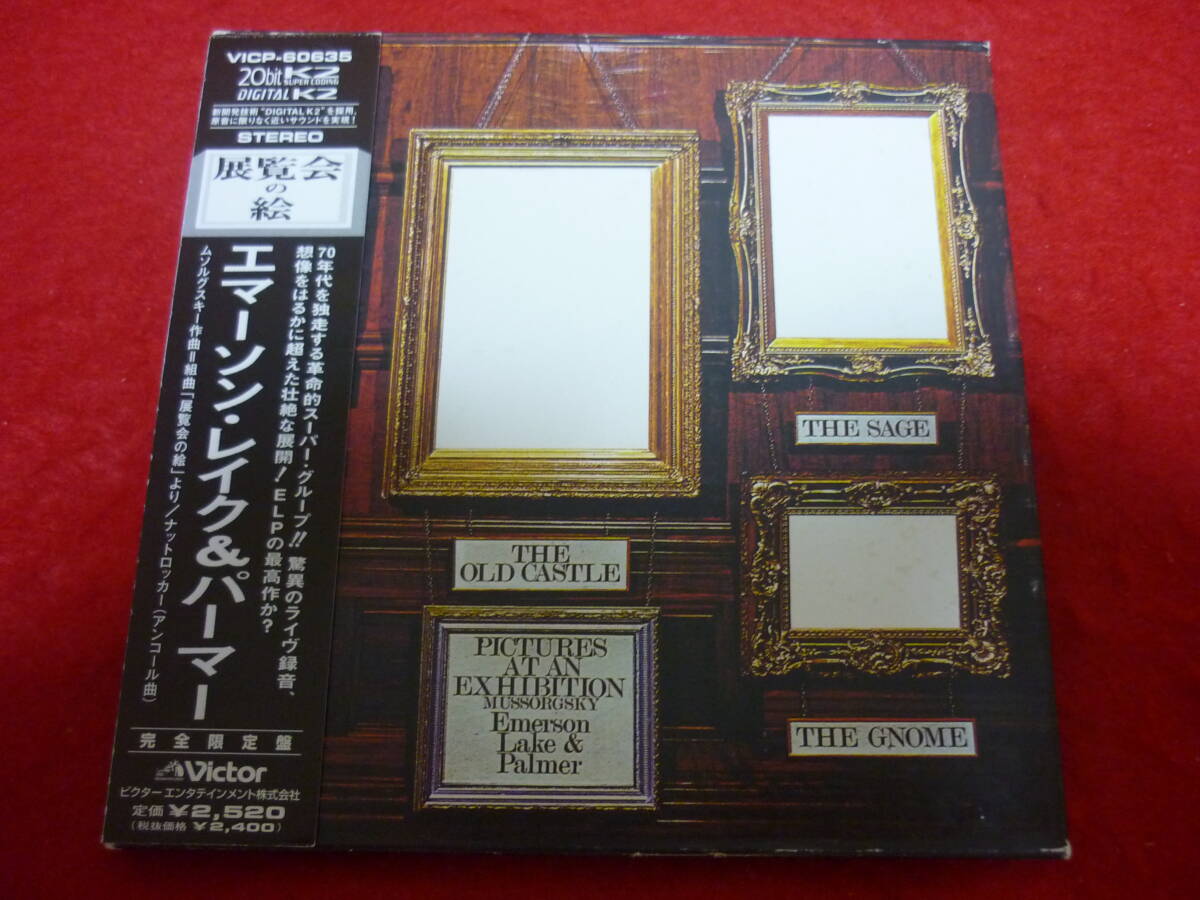 VICP-60635
20bit K2
SUPER CODING
DIGITAL K2
新開発技術“DIGITAL K2”を採用、
原音に限りなく近いサウンドを実現!
STEREO
展覧会
の
絵
70年代を独走する革命的スーパー・グループ!! 驚異のライヴ録音、
想像をはるかに超えた壮絶な展開! ELPの最高作か?
エマーソン・レイク&パーマー
ムソルグスキー作曲=組曲「展覧会の絵」より/ナットロッカー(アンコール曲)
完全限定盤
Victor
ビクターエンタテインメント株式会社
定価 ¥2,520
(税抜価格 ¥2,400)
THE SAGE
THE
OLD CASTLE
PICTURES
AT AN
EXHIBITION
MUSSORGSKY
Emerson
Lake &
Palmer
THE GNOME